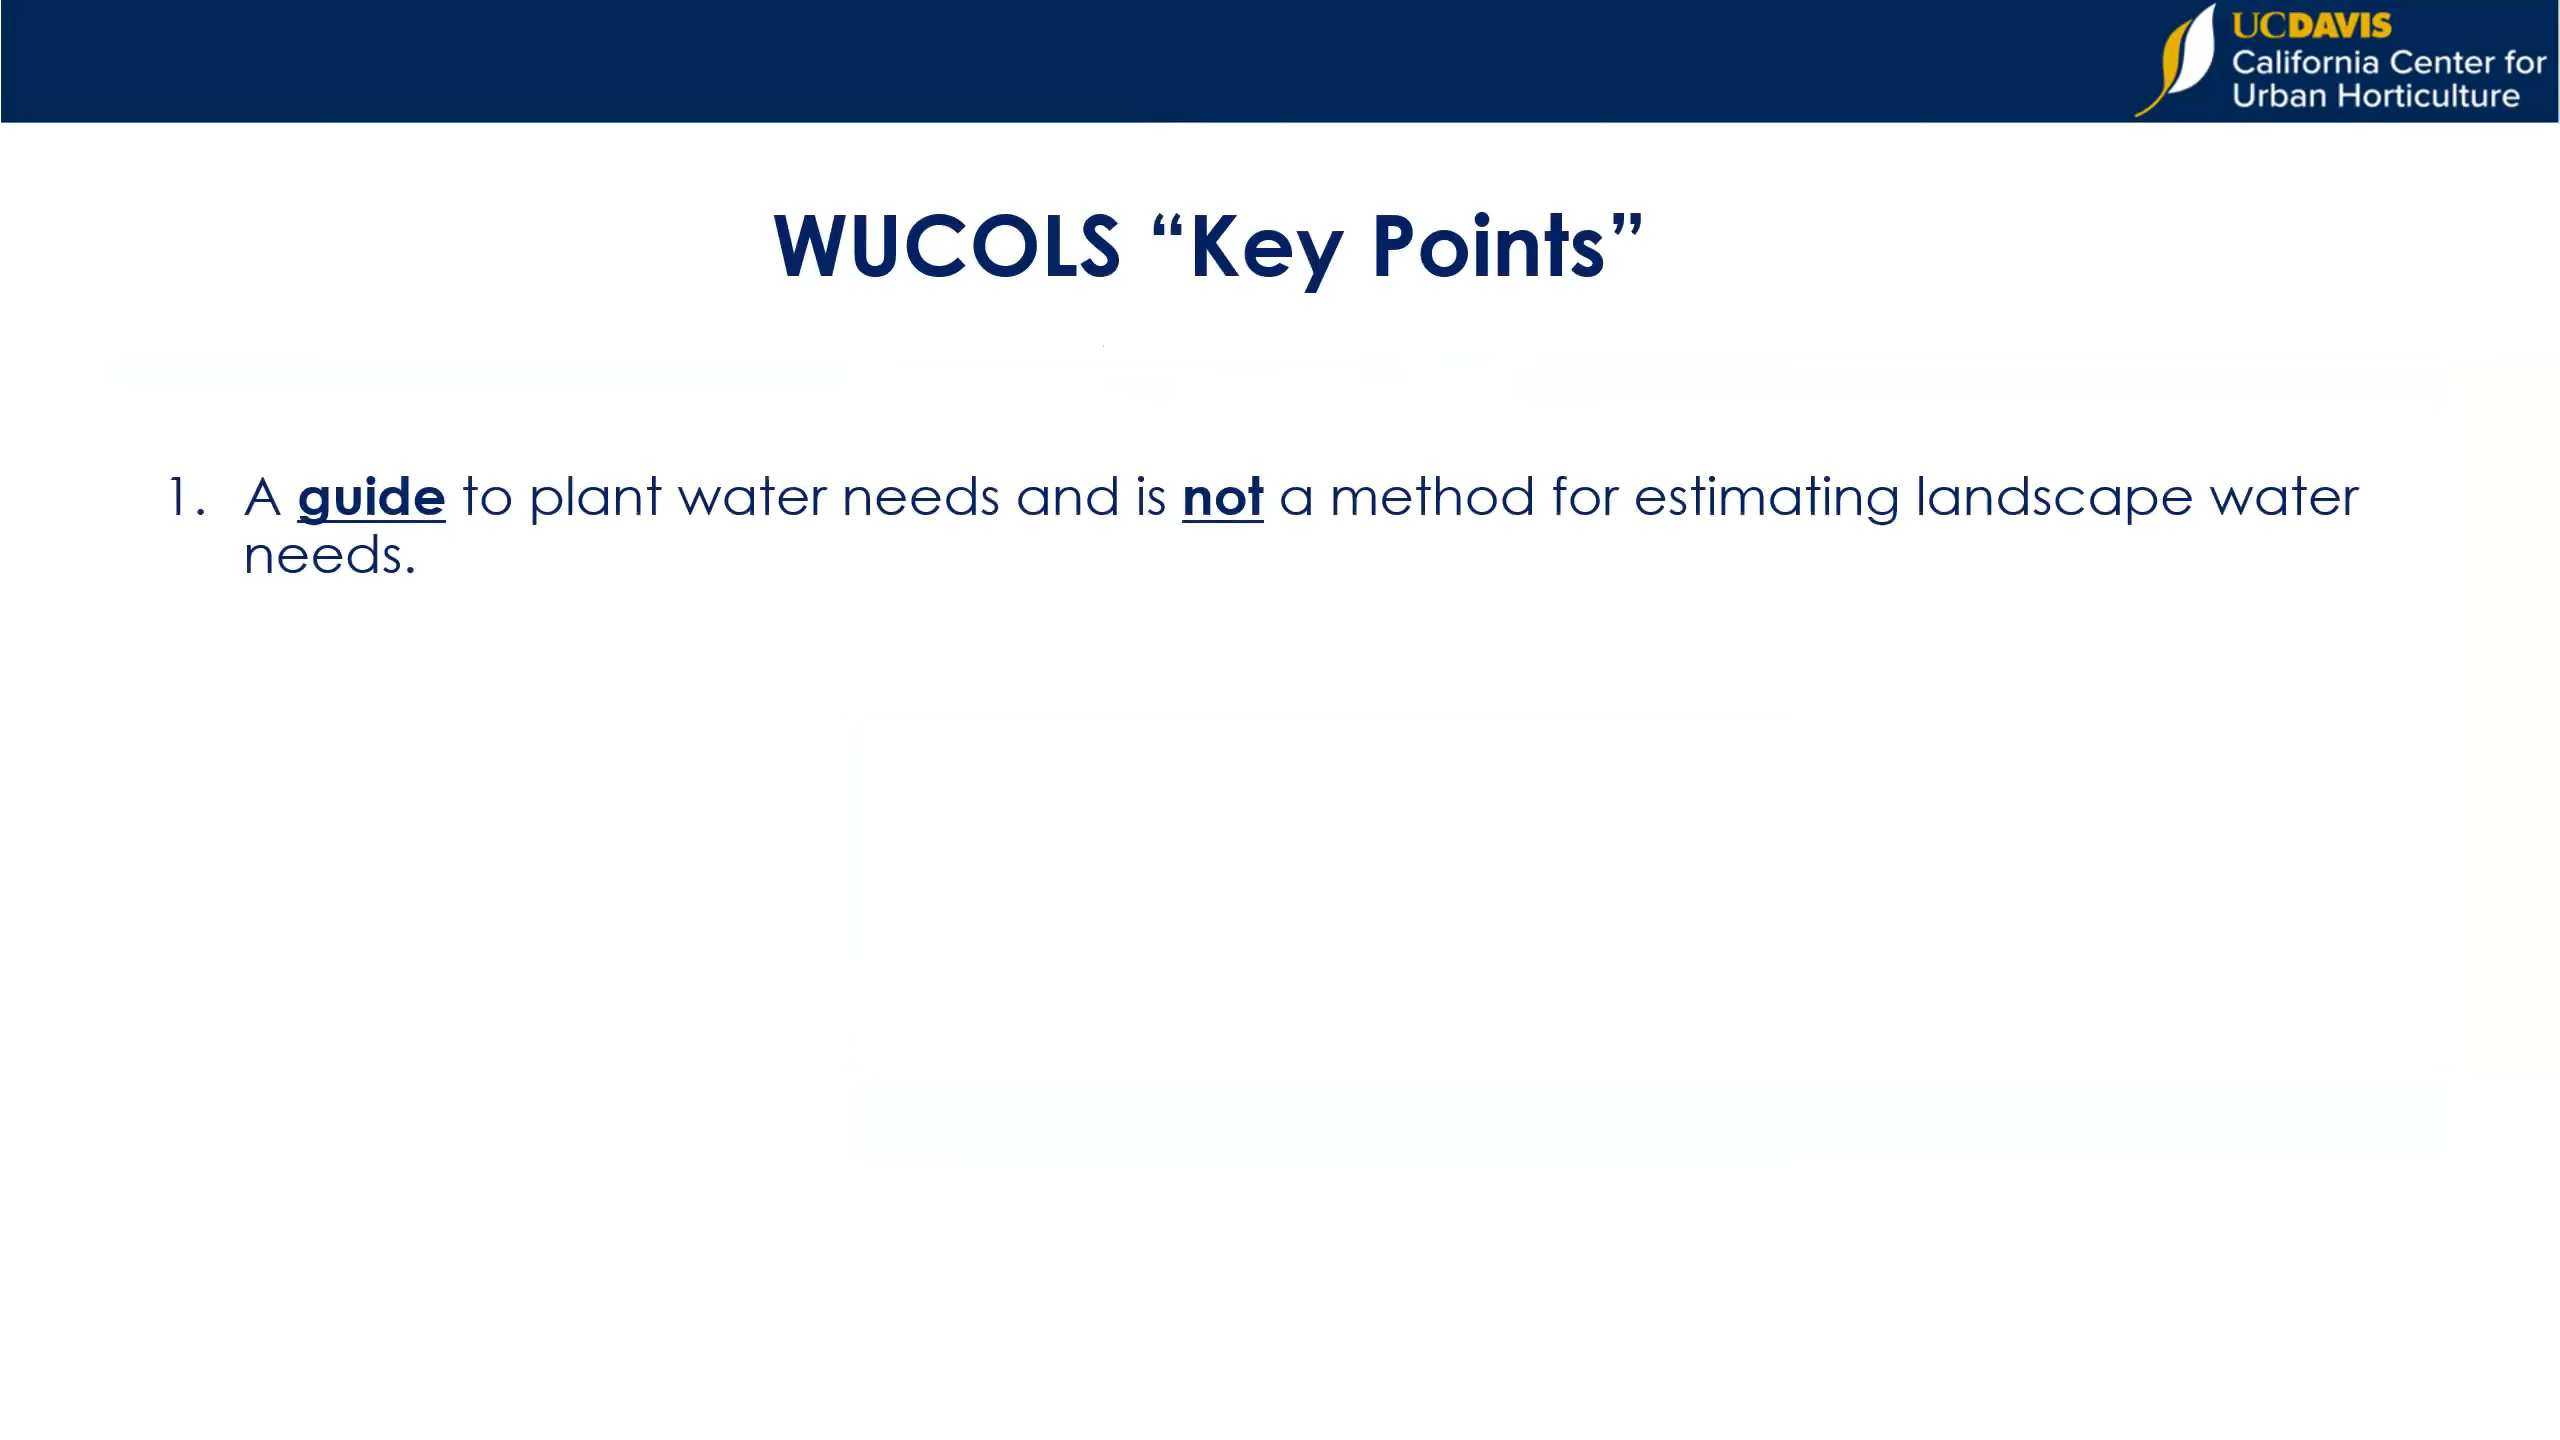 UCDAVIS
California Center for
Urban Horticulture
WUCOLS “Key Points”
1. A guide to plant water needs and is not a method for estimating landscape water
needs.